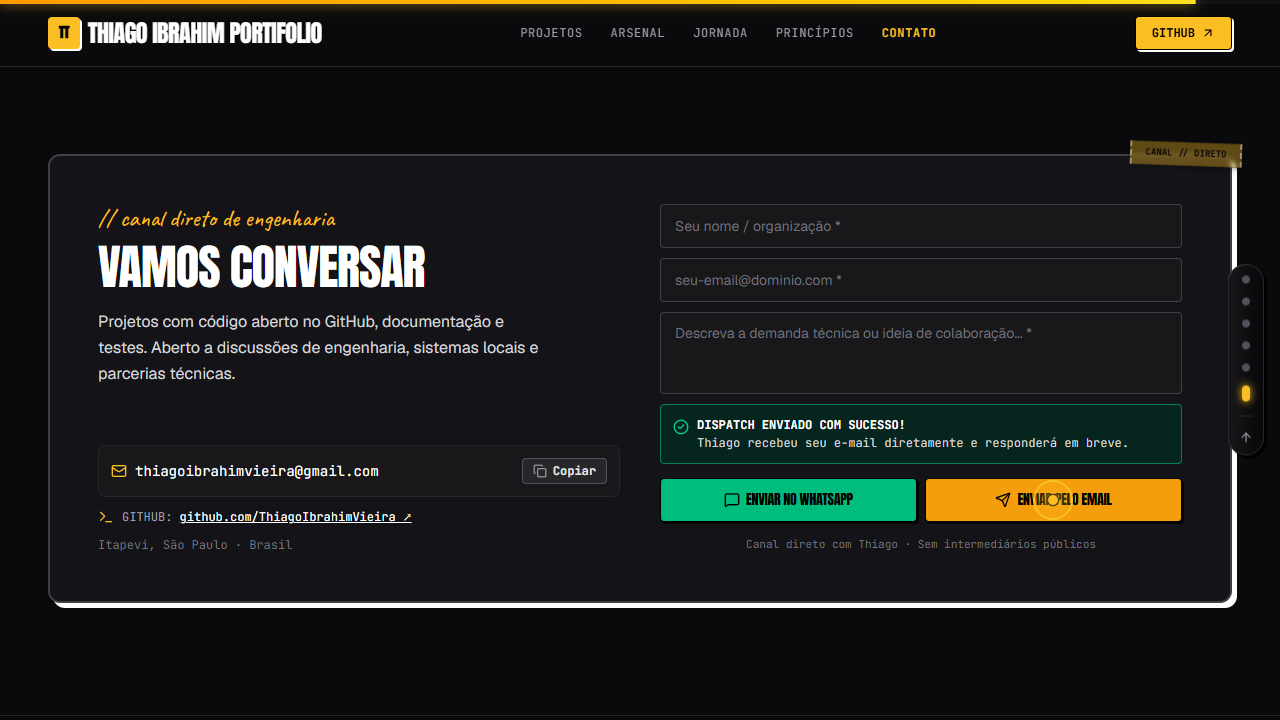 THIAGO IBRAHIM PORTIFOLIO
PROJETOS
ARSENAL
JORNADA
PRINCÍPIOS
CONTATO
GITHUB
CANAL // DIRETO
// canal direto de engenharia
VAMOS CONVERSAR
Projetos com código aberto no GitHub, documentação e
testes. Aberto a discussões de engenharia, sistemas locais e
parcerias técnicas.
thiagoibrahimvieira@gmail.com
Copiar
GITHUB: github.com/ThiagoIbrahimVieira ↗
Itapevi, São Paulo · Brasil
Seu nome / organização *
seu-email@dominio.com *
Descreva a demanda técnica ou ideia de colaboração... *
DISPATCH ENVIADO COM SUCESSO!
Thiago recebeu seu e-mail diretamente e responderá em breve.
ENVIAR NO WHATSAPP
ENVIAR PELO EMAIL
Canal direto com Thiago · Sem intermediários públicos